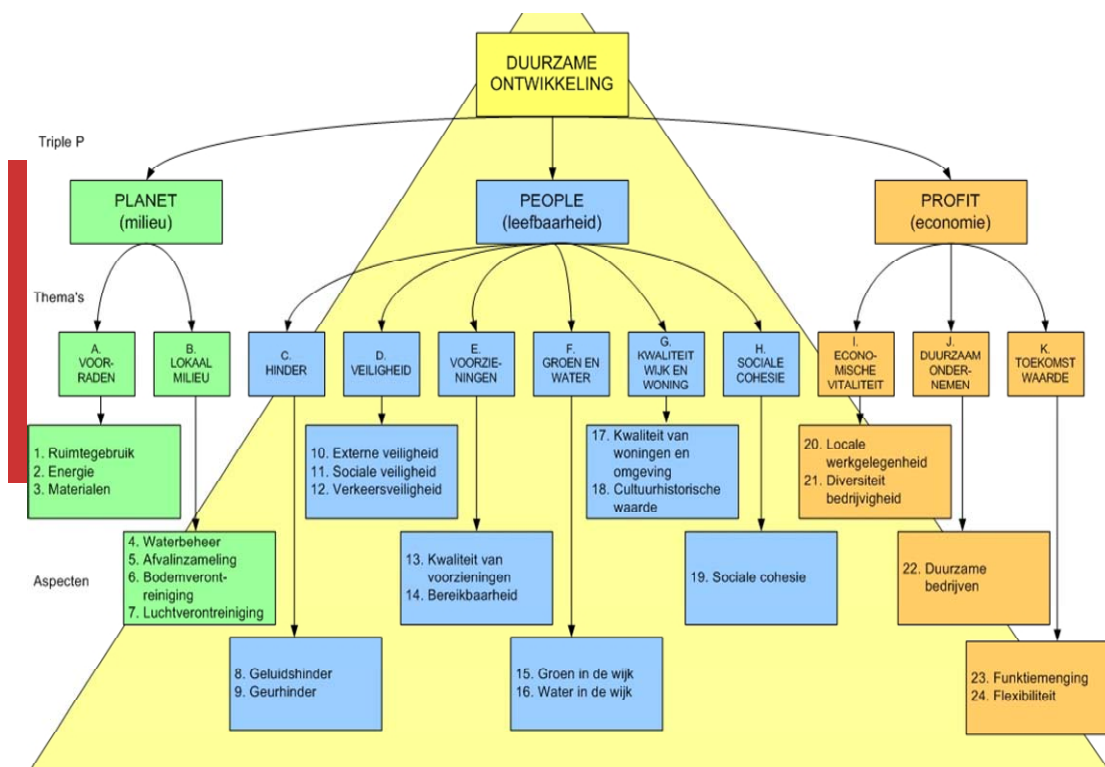 DUURZAME
ONTWIKKELING
Triple P
PLANET
(milieu)
PEOPLE
(leefbaarheid)
PROFIT
(economie)
Thema's
A.
VOOR-
RADEN
B.
LOKAAL
MILIEU
C.
HINDER
D.
VEILIGHEID
E.
VOORZIE-
NINGEN
F.
GROEN EN
WATER
G.
KWALITEIT
WIJK EN
WONING
H.
SOCIALE
COHESIE
I.
ECONO-
MISCHE
VITALITEIT
J.
DUURZAAM
ONDER-
NEMEN
K.
TOEKOMST
WAARDE
1. Ruimtegebruik
2. Energie
3. Materialen
10. Externe veiligheid
11. Sociale veiligheid
12. Verkeersveiligheid
17. Kwaliteit van
woningen en
omgeving
18. Cultuurhistorische
waarde
20. Locale
werkgelegenheid
21. Diversiteit
bedrijvigheid
Aspecten
4. Waterbeheer
5. Afvalinzameling
6. Bodemveront-
reiniging
7. Luchtverontreiniging
13. Kwaliteit van
voorzieningen
14. Bereikbaarheid
19. Sociale cohesie
22. Duurzame
bedrijven
8. Geluidshinder
9. Geurhinder
15. Groen in de wijk
16. Water in de wijk
23. Funktiemenging
24. Flexibiliteit